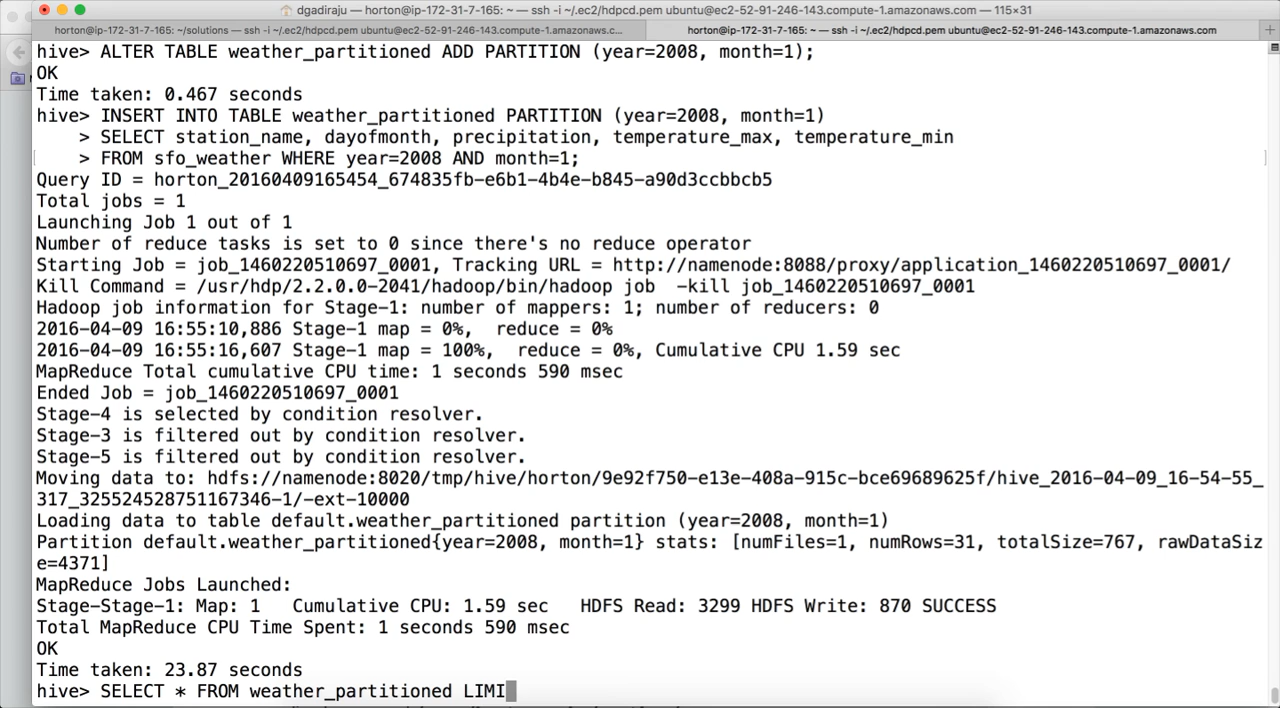 dgadiraju — horton@ip-172-31-7-165: ~ — ssh -i ~/.ec2/hdpcd.pem ubuntu@ec2-52-91-246-143.compute-1.amazonaws.com — 115×31
horton@ip-172-31-7-165: ~/solutions — ssh -i ~/.ec2/hdpcd.pem ubuntu@ec2-52-91-246-143.compute-1.amazonaws.c...
horton@ip-172-31-7-165: ~ — ssh -i ~/.ec2/hdpcd.pem ubuntu@ec2-52-91-246-143.compute-1.amazonaws.com
hive> ALTER TABLE weather_partitioned ADD PARTITION (year=2008, month=1);
OK
Time taken: 0.467 seconds
hive> INSERT INTO TABLE weather_partitioned PARTITION (year=2008, month=1)
    > SELECT station_name, dayofmonth, precipitation, temperature_max, temperature_min
    > FROM sfo_weather WHERE year=2008 AND month=1;
Query ID = horton_20160409165454_674835fb-e6b1-4b4e-b845-a90d3ccbbcb5
Total jobs = 1
Launching Job 1 out of 1
Number of reduce tasks is set to 0 since there's no reduce operator
Starting Job = job_1460220510697_0001, Tracking URL = http://namenode:8088/proxy/application_1460220510697_0001/
Kill Command = /usr/hdp/2.2.0.0-2041/hadoop/bin/hadoop job  -kill job_1460220510697_0001
Hadoop job information for Stage-1: number of mappers: 1; number of reducers: 0
2016-04-09 16:55:10,886 Stage-1 map = 0%,  reduce = 0%
2016-04-09 16:55:16,607 Stage-1 map = 100%,  reduce = 0%, Cumulative CPU 1.59 sec
MapReduce Total cumulative CPU time: 1 seconds 590 msec
Ended Job = job_1460220510697_0001
Stage-4 is selected by condition resolver.
Stage-3 is filtered out by condition resolver.
Stage-5 is filtered out by condition resolver.
Moving data to: hdfs://namenode:8020/tmp/hive/horton/9e92f750-e13e-408a-915c-bce69689625f/hive_2016-04-09_16-54-55_
317_325524528751167346-1/-ext-10000
Loading data to table default.weather_partitioned partition (year=2008, month=1)
Partition default.weather_partitioned{year=2008, month=1} stats: [numFiles=1, numRows=31, totalSize=767, rawDataSiz
e=4371]
MapReduce Jobs Launched:
Stage-Stage-1: Map: 1   Cumulative CPU: 1.59 sec   HDFS Read: 3299 HDFS Write: 870 SUCCESS
Total MapReduce CPU Time Spent: 1 seconds 590 msec
OK
Time taken: 23.87 seconds
hive> SELECT * FROM weather_partitioned LIMI